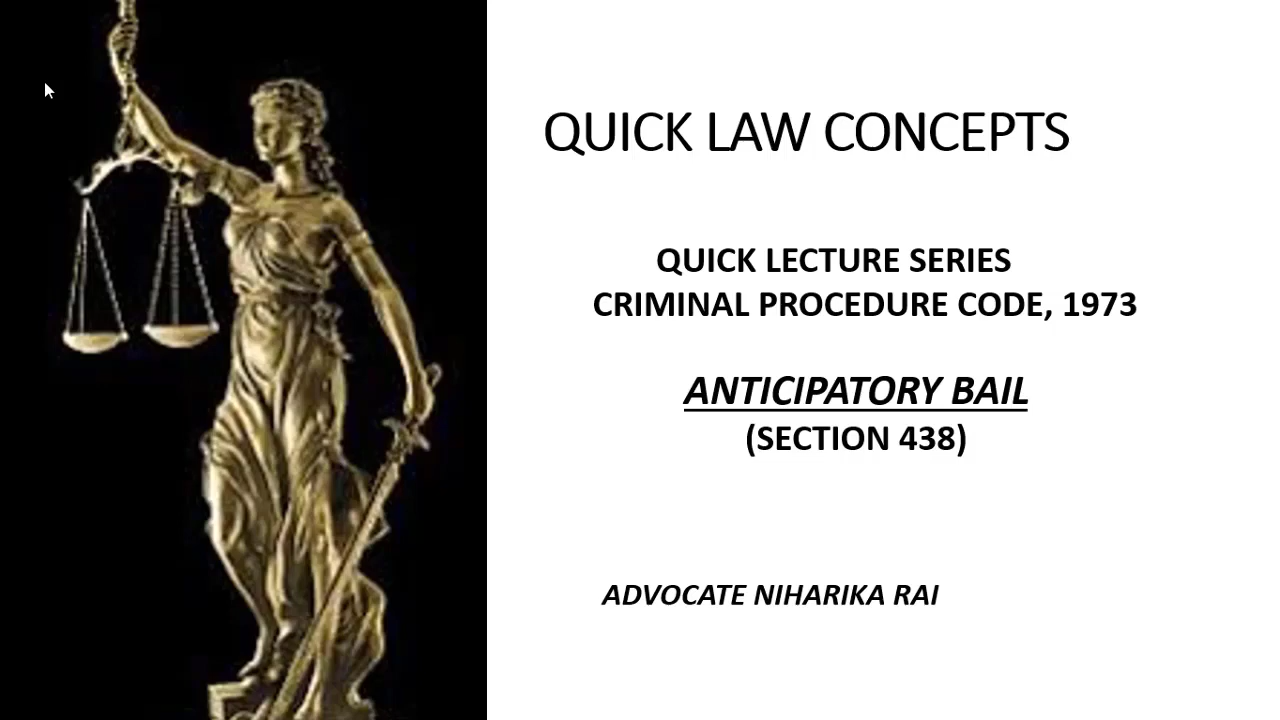 QUICK LAW CONCEPTS
QUICK LECTURE SERIES
CRIMINAL PROCEDURE CODE, 1973
ANTICIPATORY BAIL
(SECTION 438)
ADVOCATE NIHARIKA RAI